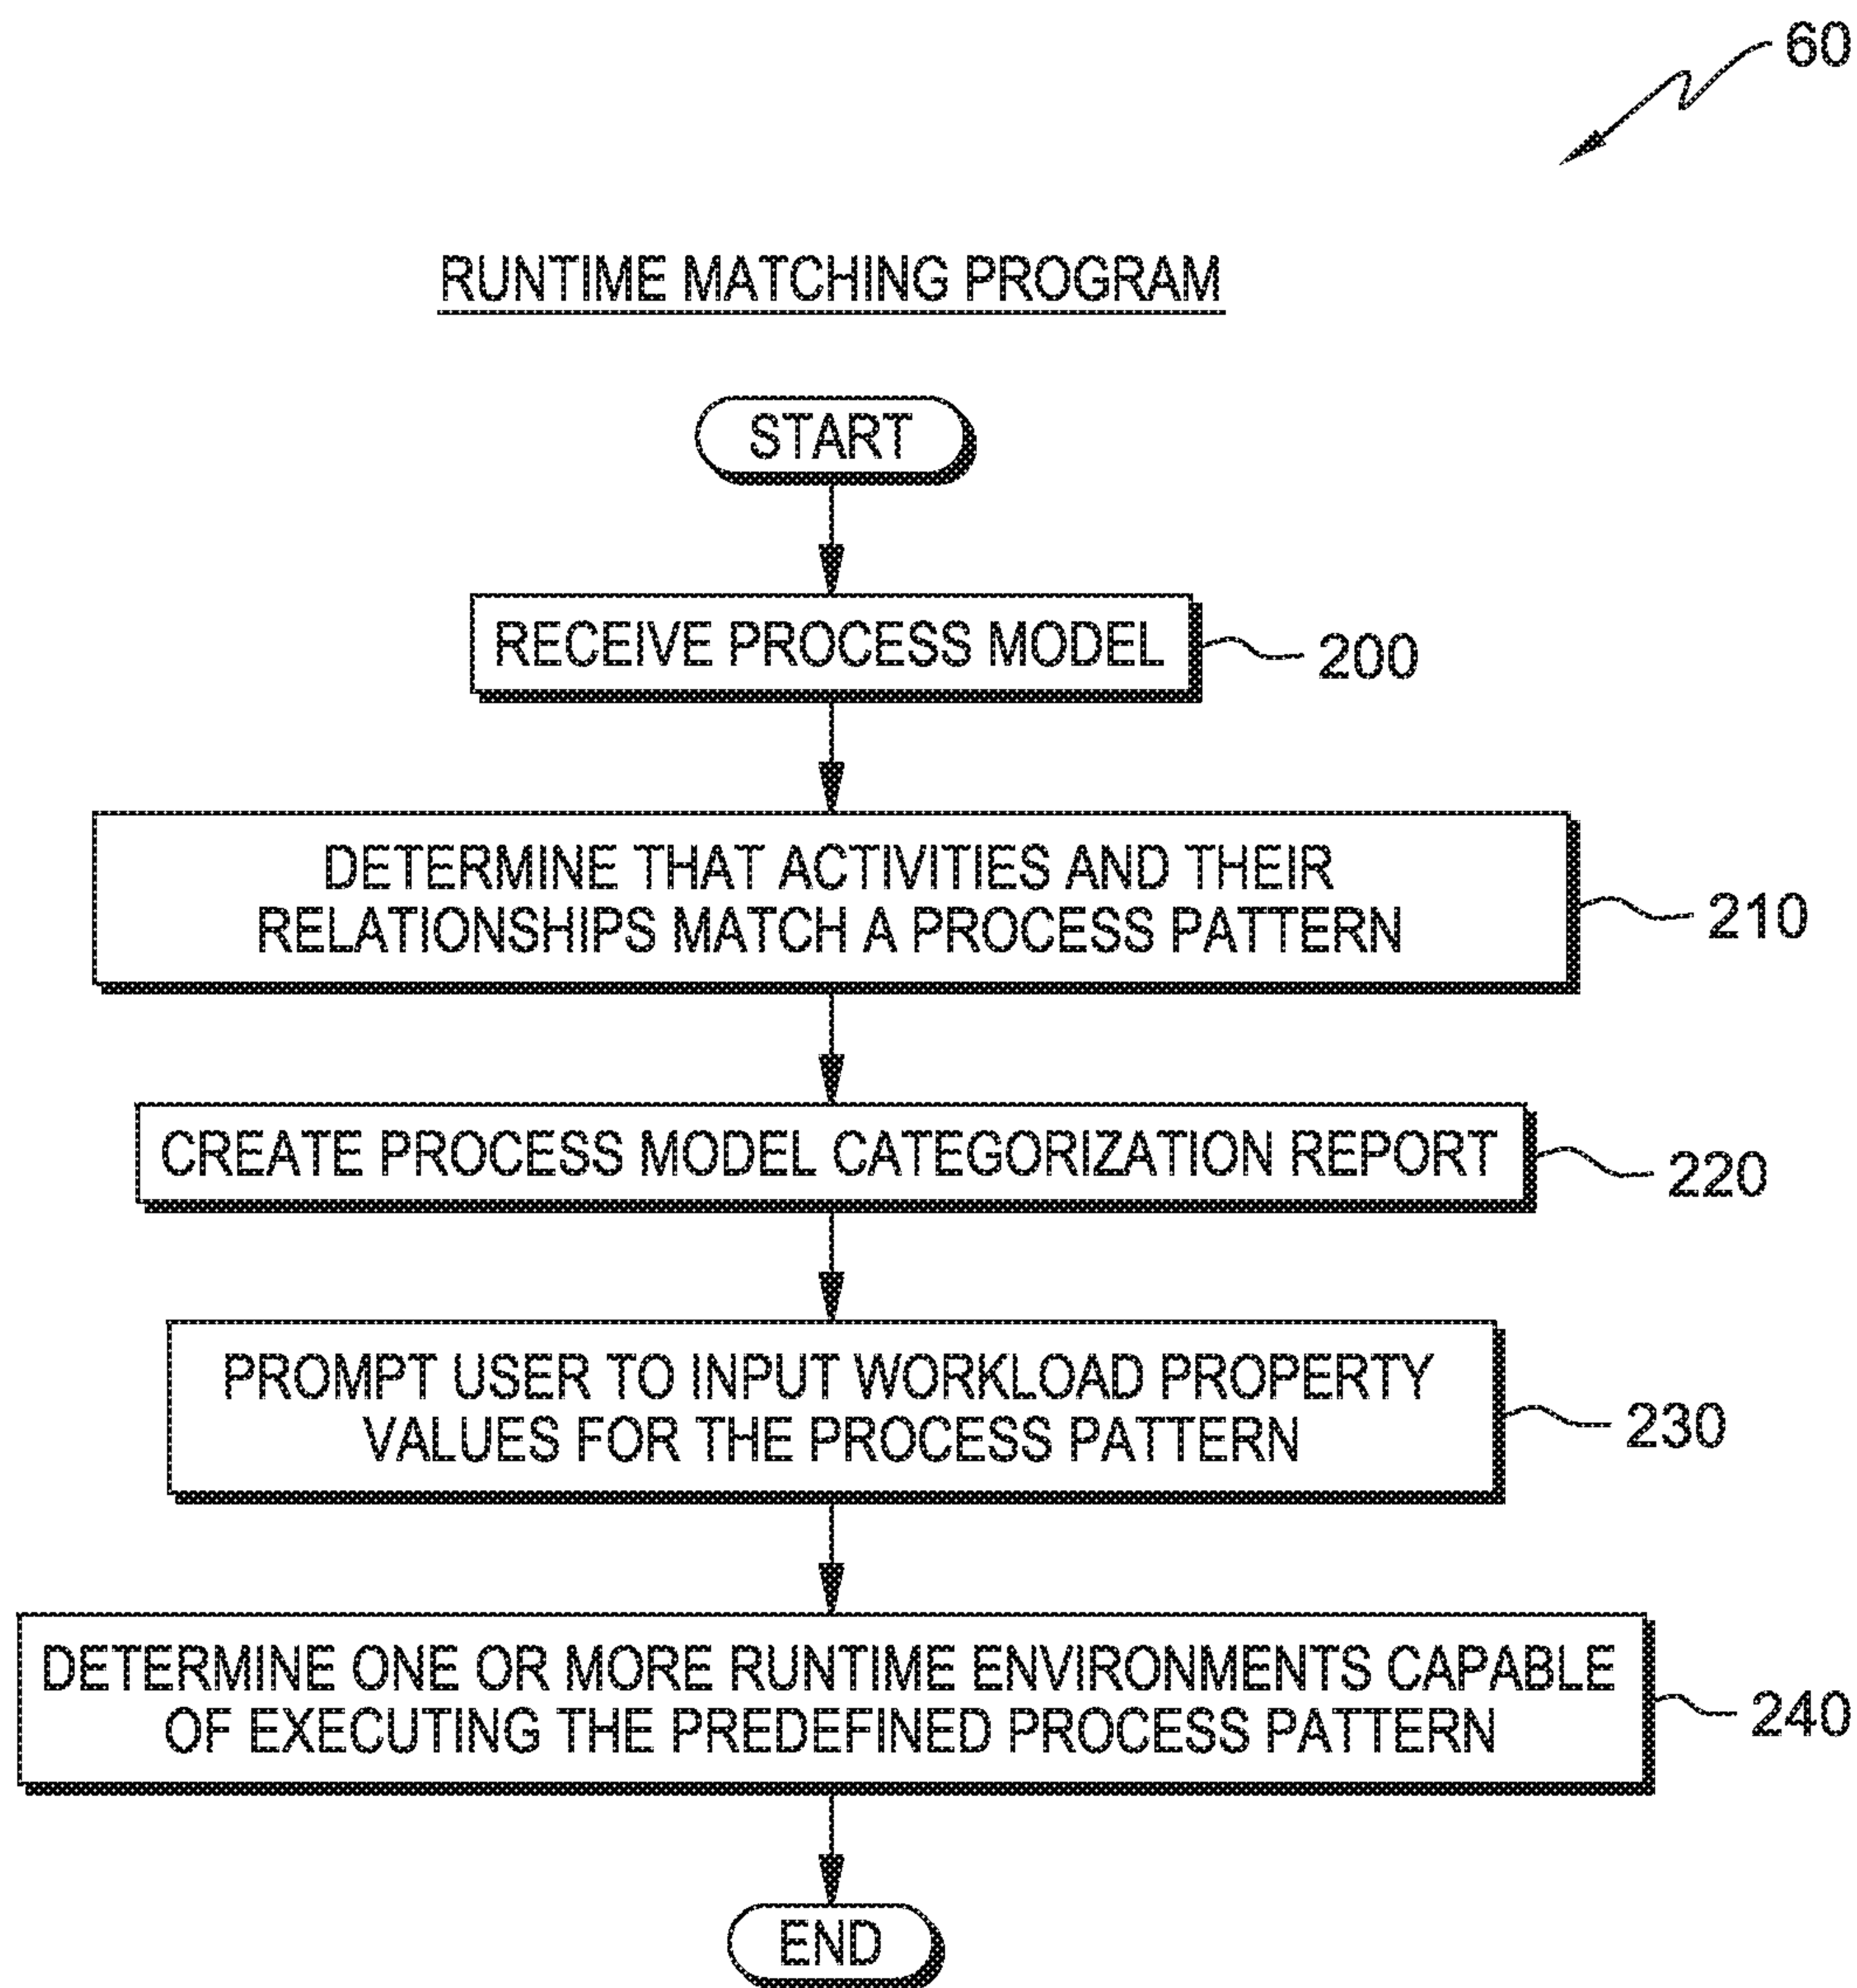 60
RUNTIME MATCHING PROGRAM
START
RECEIVE PROCESS MODEL
200
DETERMINE THAT ACTIVITIES AND THEIR
RELATIONSHIPS MATCH A PROCESS PATTERN
210
CREATE PROCESS MODEL CATEGORIZATION REPORT
220
PROMPT USER TO INPUT WORKLOAD PROPERTY
VALUES FOR THE PROCESS PATTERN
230
DETERMINE ONE OR MORE RUNTIME ENVIRONMENTS CAPABLE
OF EXECUTING THE PREDEFINED PROCESS PATTERN
240
END